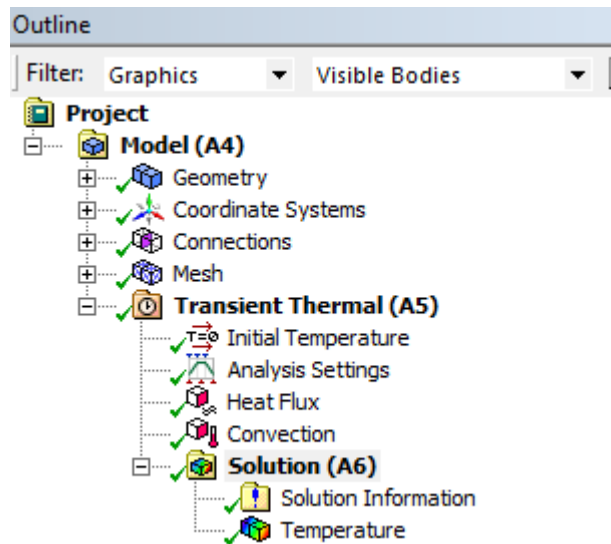 Outline
Filter: Graphics Visible Bodies
Project
Model (A4)
Geometry
Coordinate Systems
Connections
Mesh
Transient Thermal (A5)
T=0 Initial Temperature
Analysis Settings
Heat Flux
Convection
Solution (A6)
Solution Information
Temperature